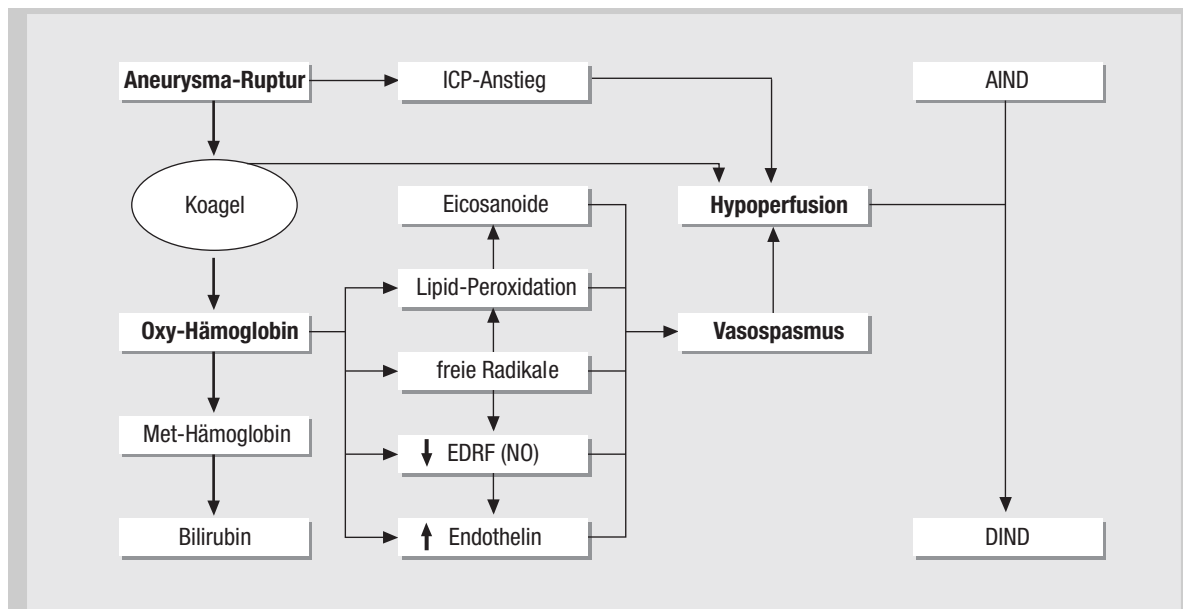 Aneurysma-Ruptur
ICP-Anstieg
AIND
Koagel
Eicosanoide
Hypoperfusion
Lipid-Peroxidation
Oxy-Hämoglobin
Vasospasmus
freie Radikale
Met-Hämoglobin
EDRF (NO)
Bilirubin
Endothelin
DIND